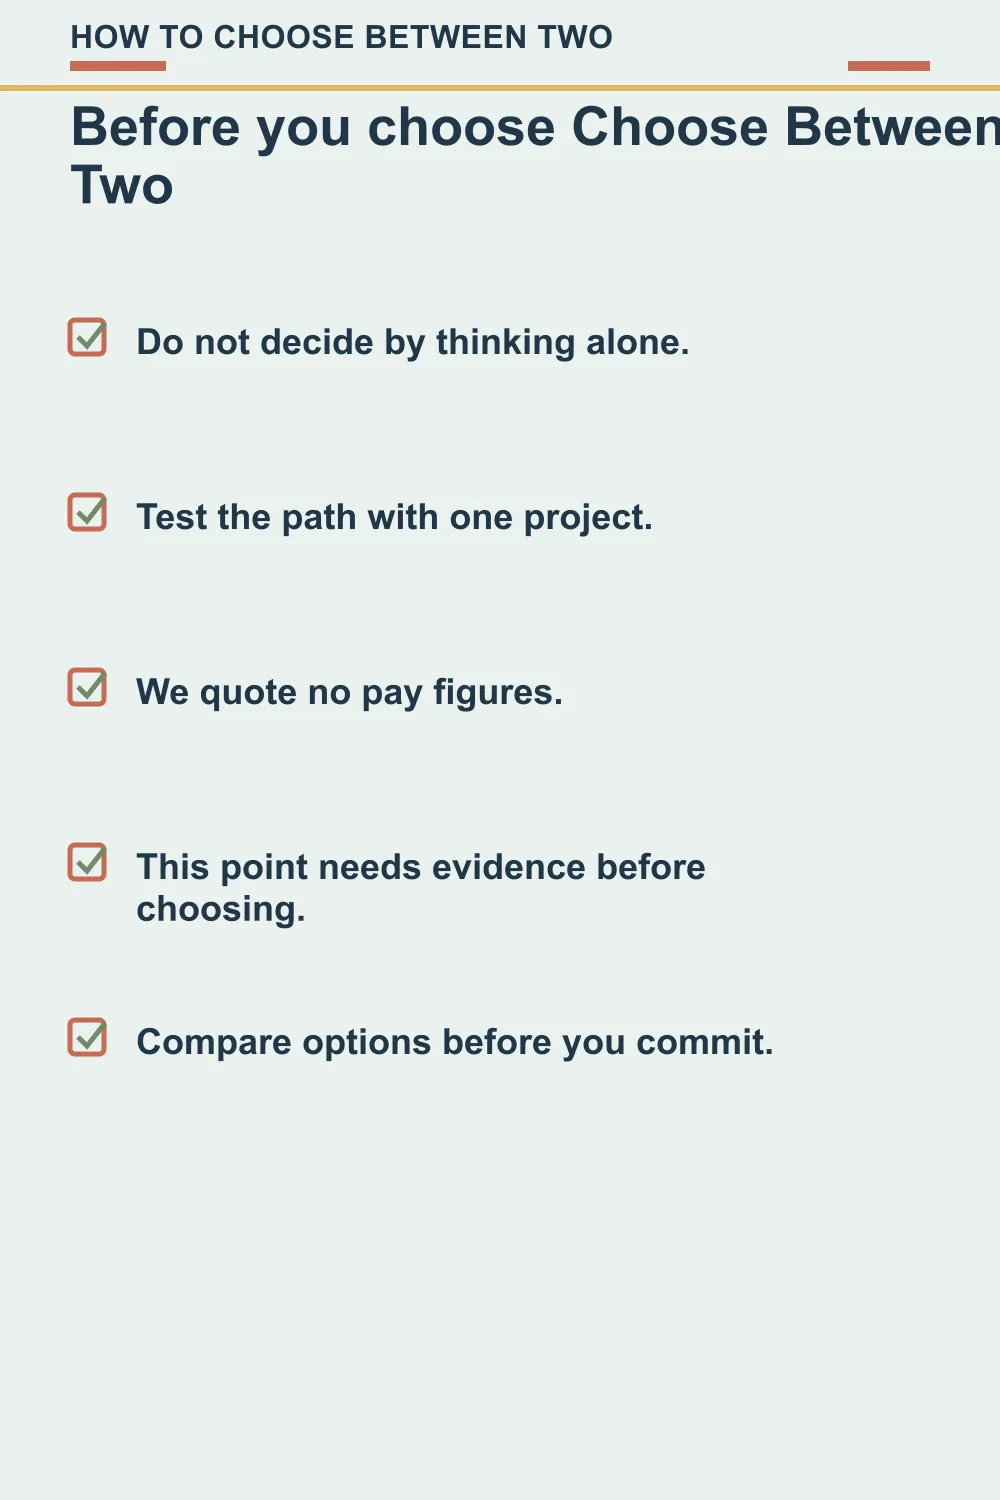 HOW TO CHOOSE BETWEEN TWO
Before you choose Choose Between
Two
Do not decide by thinking alone.
Test the path with one project.
We quote no pay figures.
This point needs evidence before
choosing.
Compare options before you commit.